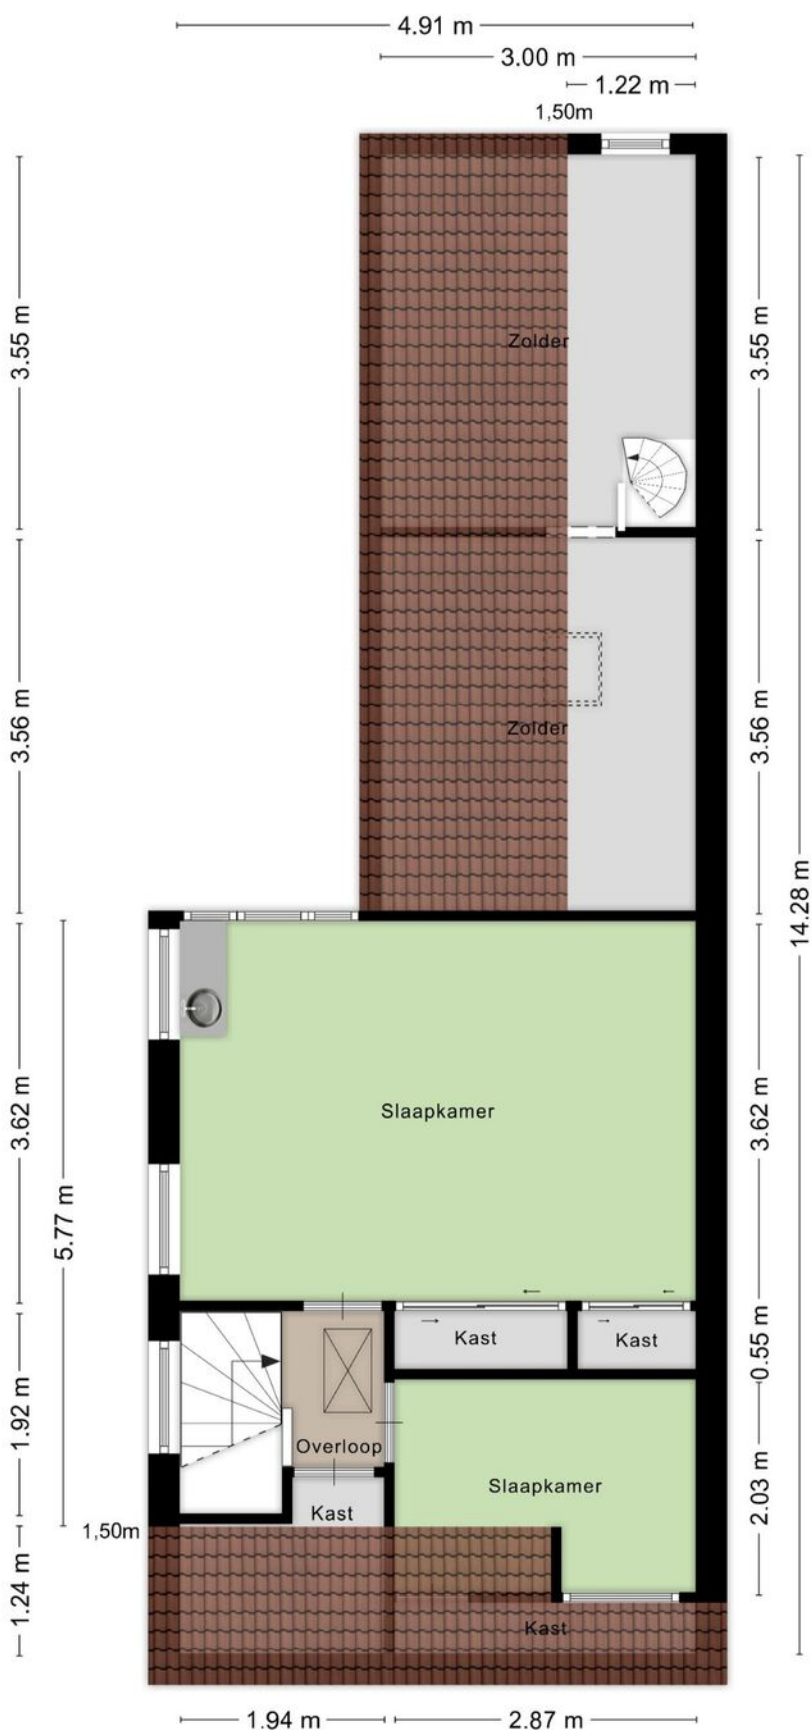 4.91 m
3.00 m
1.22 m
1,50m
3.55 m
Zolder
3.55 m
3.56 m
Zolder
3.56 m
14.28 m
3.62 m
5.77 m
Slaapkamer
3.62 m
Kast
Kast
0.55 m
1.92 m
Overloop
Slaapkamer
2.03 m
Kast
1,50m
1.24 m
Kast
1.94 m
2.87 m